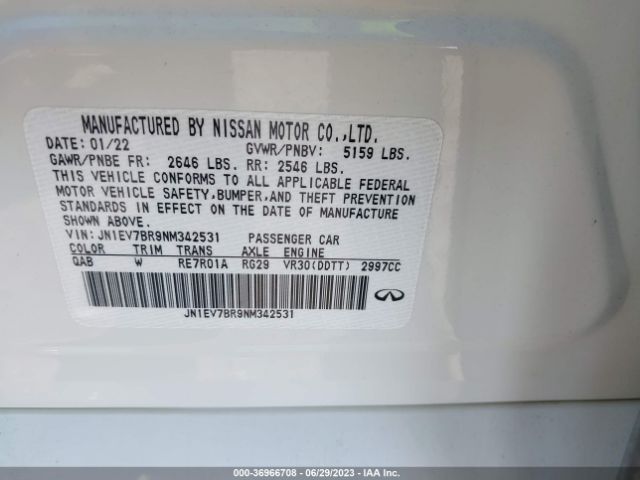 MANUFACTURED BY NISSAN MOTOR CO.,LTD.
DATE: 01/22 GVWR/PNBV: 5159 LBS.
GAWR/PNBE FR: 2646 LBS. RR: 2546 LBS.
THIS VEHICLE CONFORMS TO ALL APPLICABLE FEDERAL
MOTOR VEHICLE SAFETY,BUMPER,AND THEFT PREVENTION
STANDARDS IN EFFECT ON THE DATE OF MANUFACTURE
SHOWN ABOVE.
VIN: JN1EV7BR9NM342531 PASSENGER CAR
COLOR TRIM TRANS AXLE ENGINE
QAB W RE7R01A RG29 VR30(DDTT) 2997CC
JN1EV7BR9NM342531
000-36966708 - 06/29/2023 - IAA Inc.